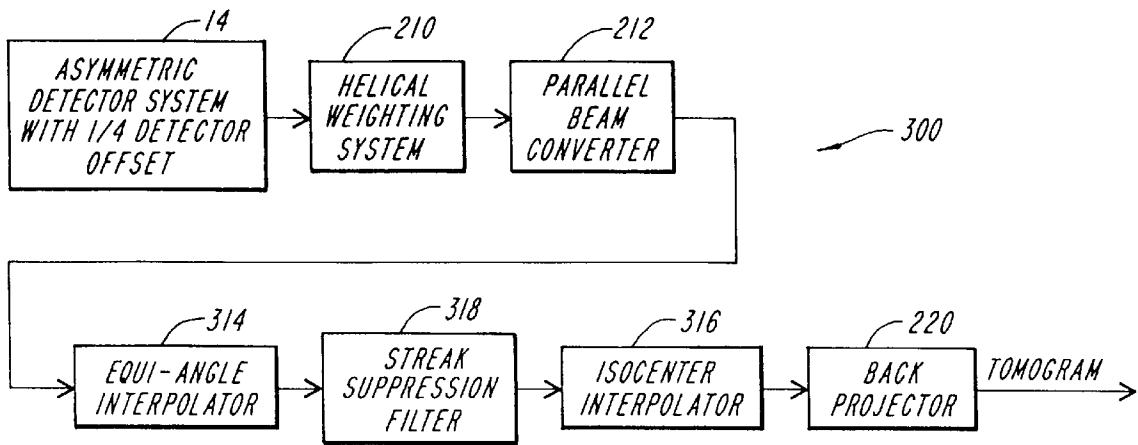 14
ASYMMETRIC
DETECTOR SYSTEM
WITH 1/4 DETECTOR
OFFSET
210
HELICAL
WEIGHTING
SYSTEM
212
PARALLEL
BEAM
CONVERTER
300
314
EQUI-ANGLE
INTERPOLATOR
318
STREAK
SUPPRESSION
FILTER
316
ISOCENTER
INTERPOLATOR
220
BACK
PROJECTOR
TOMOGRAM